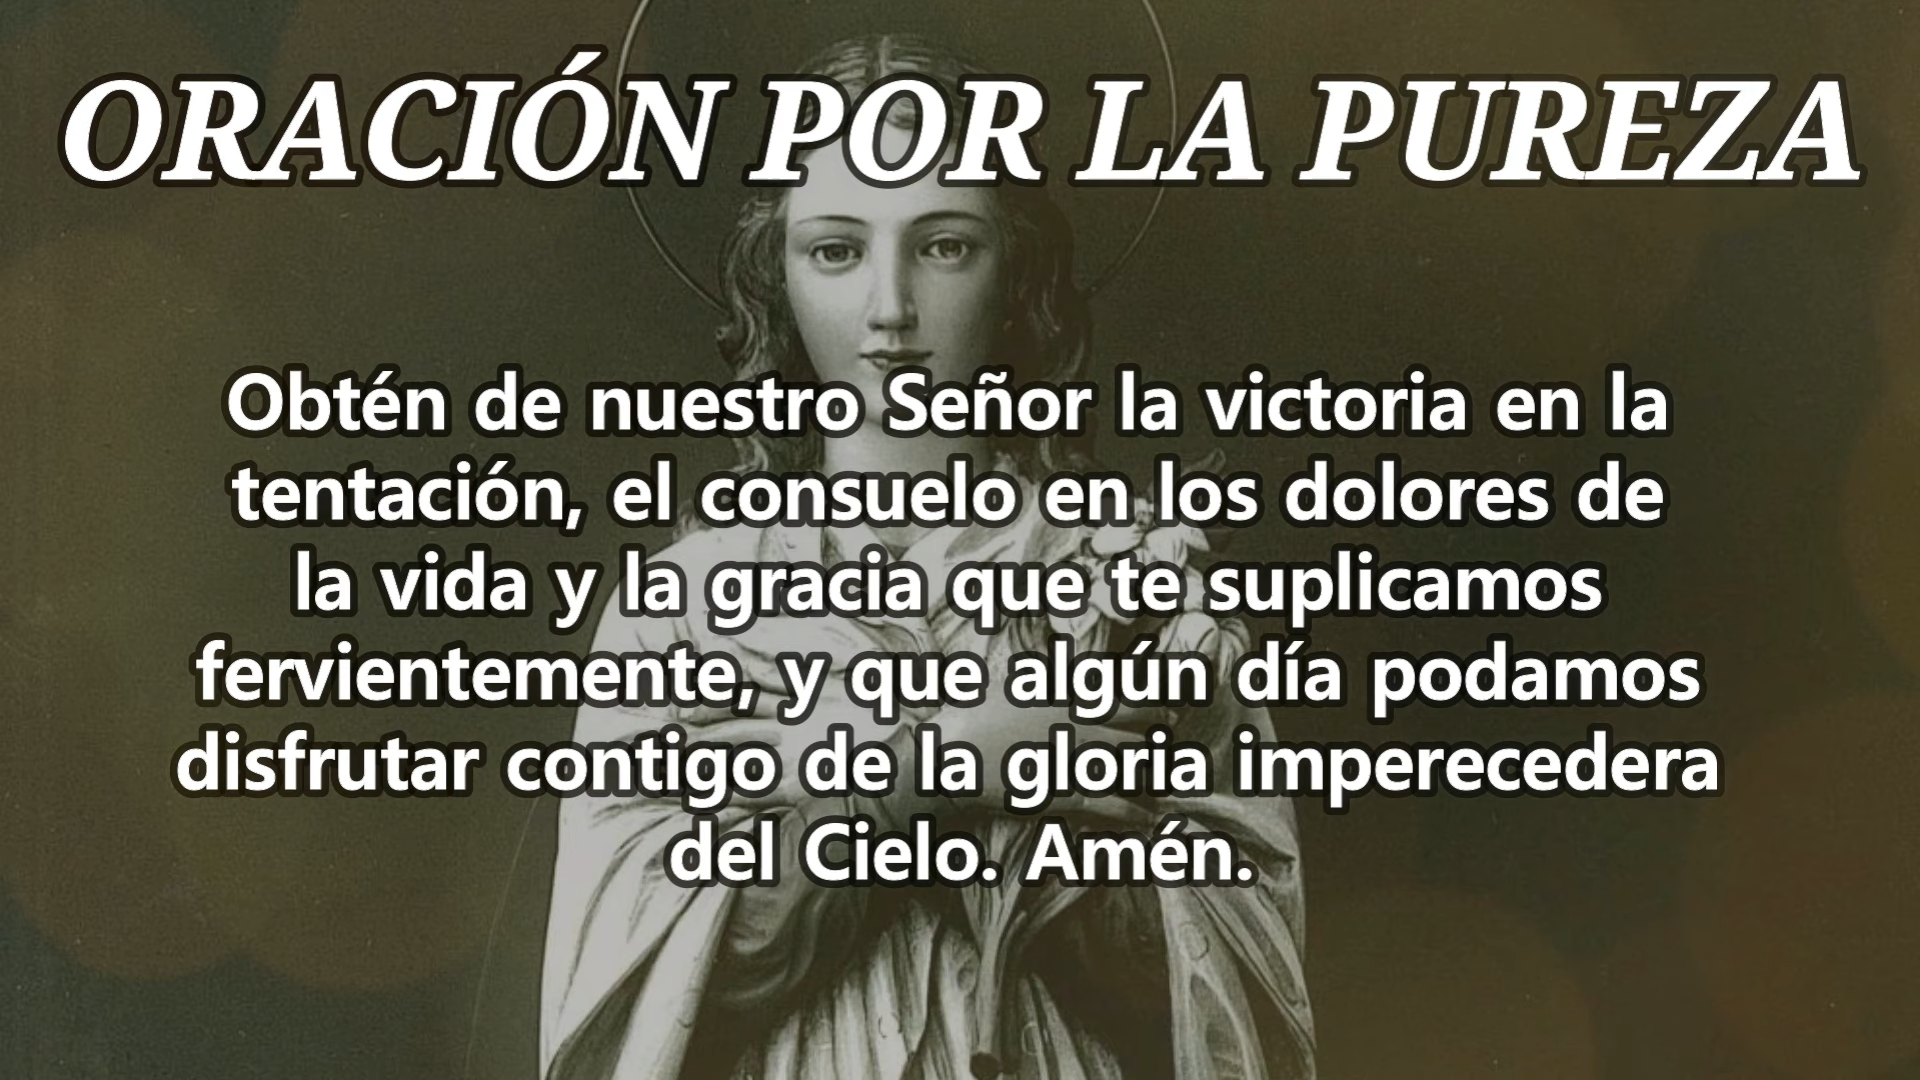 ORACIÓN POR LA PUREZA
Obtén de nuestro Señor la victoria en la
tentación, el consuelo en los dolores de
la vida y la gracia que te suplicamos
fervientemente, y que algún día podamos
disfrutar contigo de la gloria imperecedera
del Cielo. Amén.